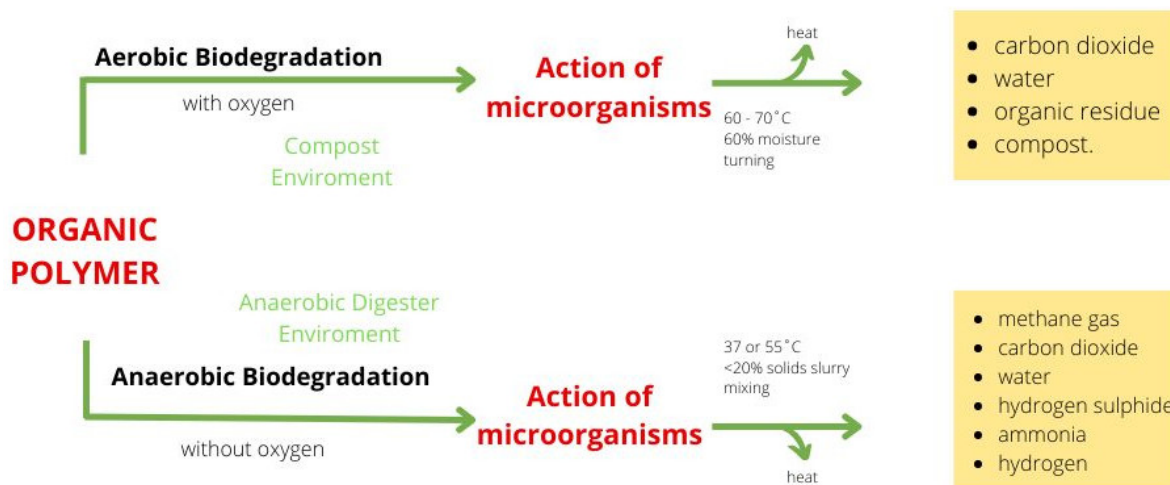 Aerobic Biodegradation
with oxygen
Compost
Enviroment
Action of
microorganisms
heat
60 - 70˚C
60% moisture
turning
• carbon dioxide
• water
• organic residue
• compost.
ORGANIC
POLYMER
Anaerobic Digester
Enviroment
Anaerobic Biodegradation
without oxygen
Action of
microorganisms
37 or 55˚C
<20% solids slurry
mixing
heat
• methane gas
• carbon dioxide
• water
• hydrogen sulphide
• ammonia
• hydrogen